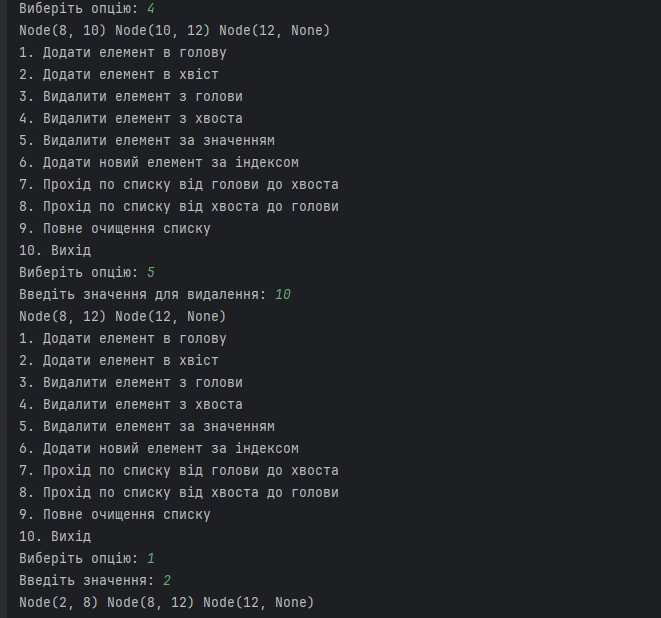 Виберіть опцію: 4
Node(8, 10) Node(10, 12) Node(12, None)
1. Додати елемент в голову
2. Додати елемент в хвіст
3. Видалити елемент з голови
4. Видалити елемент з хвоста
5. Видалити елемент за значенням
6. Додати новий елемент за індексом
7. Прохід по списку від голови до хвоста
8. Прохід по списку від хвоста до голови
9. Повне очищення списку
10. Вихід
Виберіть опцію: 5
Введіть значення для видалення: 10
Node(8, 12) Node(12, None)
1. Додати елемент в голову
2. Додати елемент в хвіст
3. Видалити елемент з голови
4. Видалити елемент з хвоста
5. Видалити елемент за значенням
6. Додати новий елемент за індексом
7. Прохід по списку від голови до хвоста
8. Прохід по списку від хвоста до голови
9. Повне очищення списку
10. Вихід
Виберіть опцію: 1
Введіть значення: 2
Node(2, 8) Node(8, 12) Node(12, None)